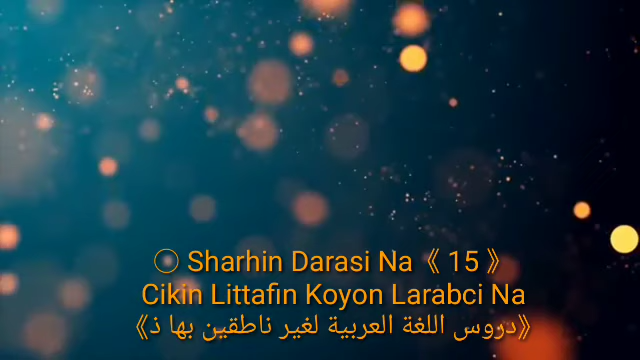 ○ Sharhin Darasi Na《 15 》
Cikin Littafin Koyon Larabci Na
《دروس اللغة العربية لغير ناطقين بها ذ》